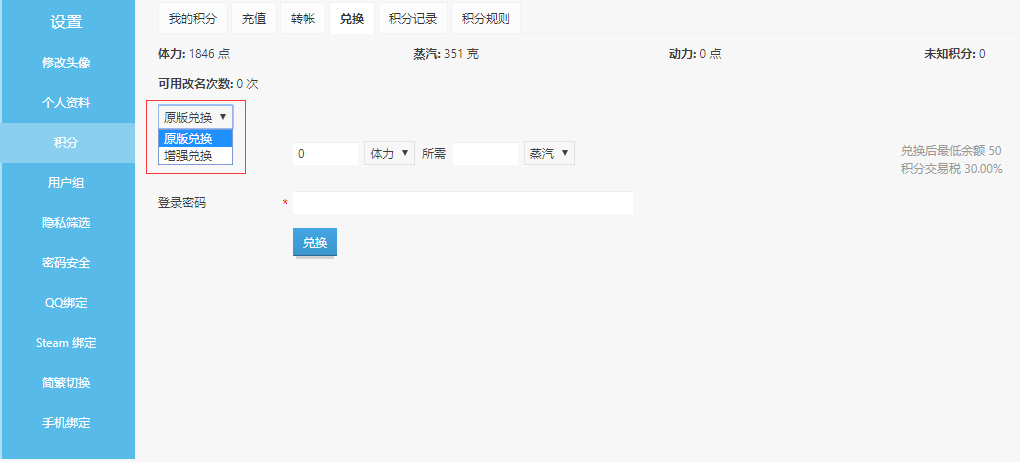 设置
修改头像
个人资料
积分
用户组
隐私筛选
密码安全
QQ绑定
Steam 绑定
简繁切换
手机绑定
我的积分 充值 转帐 兑换 积分记录 积分规则
体力: 1846 点 蒸汽: 351 克 动力: 0 点 未知积分: 0
可用改名次数: 0 次
原版兑换
原版兑换
增强兑换
0 体力 所需 蒸汽
兑换后最低余额 50
积分交易税 30.00%
登录密码 *
兑换